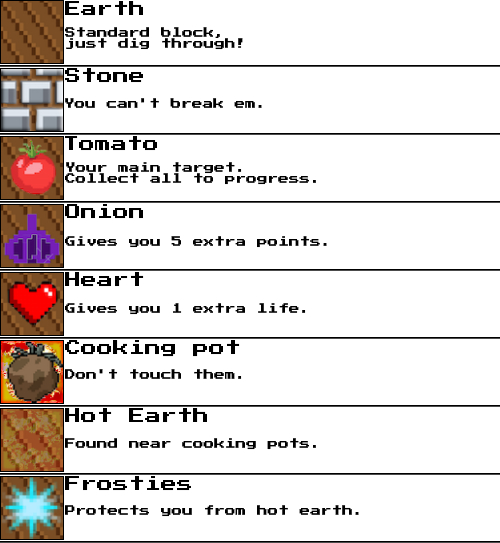 Earth
Standard block,
just dig through!
Stone
You can't break em.
Tomato
Your main target.
Collect all to progress.
Onion
Gives you 5 extra points.
Heart
Gives you 1 extra life.
Cooking pot
Don't touch them.
Hot Earth
Found near cooking pots.
Frosties
Protects you from hot earth.